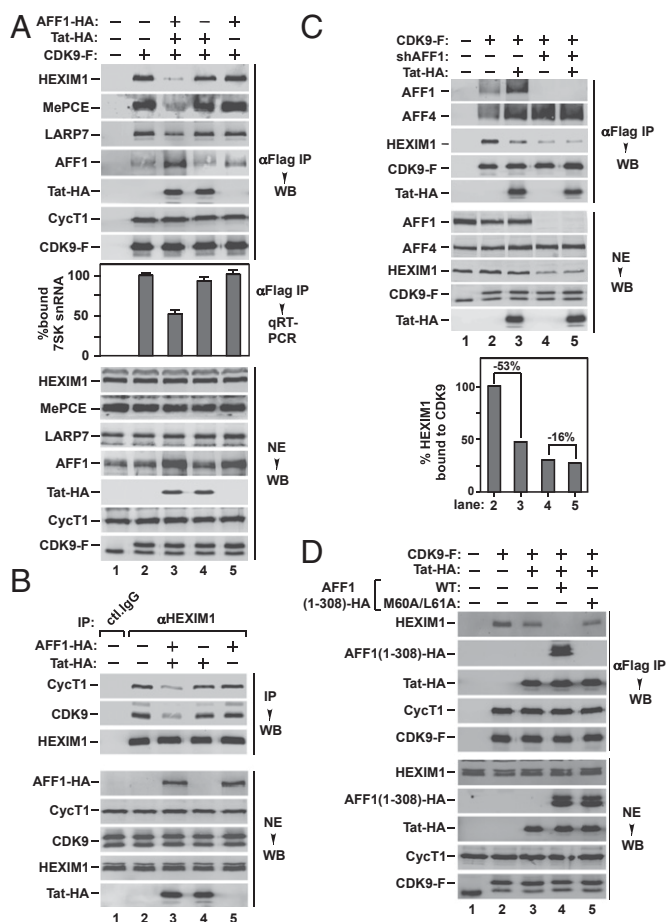 A
AFF1-HA: – – + – +
Tat-HA: – – + + –
CDK9-F: – + + + +
HEXIM1
MePCE
LARP7
AFF1
Tat-HA
CycT1
CDK9-F
αFlag IP
WB
%bound
7SK snRNA
100
50
0
αFlag IP
qRT-
PCR
HEXIM1
MePCE
LARP7
AFF1
Tat-HA
CycT1
CDK9-F
NE
WB
1 2 3 4 5
B
IP: ctl.IgG αHEXIM1
AFF1-HA: – – + – +
Tat-HA: – – + + –
CycT1
CDK9
HEXIM1
IP
WB
AFF1-HA
CycT1
CDK9
HEXIM1
Tat-HA
NE
WB
1 2 3 4 5
C
CDK9-F: – + + + +
shAFF1: – – – + +
Tat-HA: – – + – +
AFF1
AFF4
HEXIM1
CDK9-F
Tat-HA
αFlag IP
WB
AFF1
AFF4
HEXIM1
CDK9-F
Tat-HA
NE
WB
1 2 3 4 5
% HEXIM1
bound to CDK9
100
50
0
-53%
-16%
lane: 2 3 4 5
D
CDK9-F: – + + + +
Tat-HA: – – + + +
AFF1
(1-308)-HA
WT: – – – + –
M60A/L61A: – – – – +
HEXIM1
AFF1(1-308)-HA
Tat-HA
CycT1
CDK9-F
αFlag IP
WB
HEXIM1
AFF1(1-308)-HA
Tat-HA
CycT1
CDK9-F
NE
WB
1 2 3 4 5